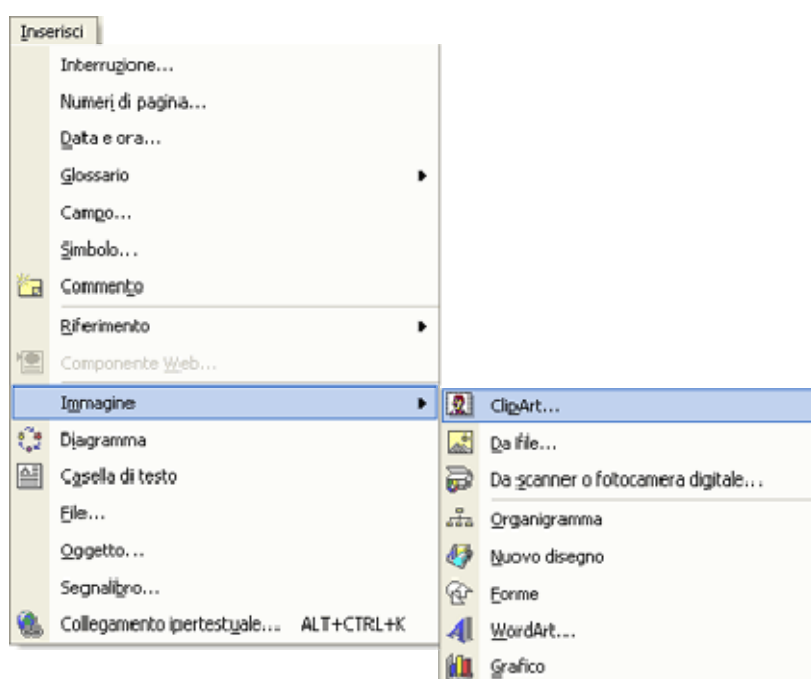 Inserisci
Interruzione...
Numeri di pagina...
Data e ora...
Glossario
Campo...
Simbolo...
Commento
Riferimento
Componente Web...
Immagine
Diagramma
Casella di testo
File...
Oggetto...
Segnalibro...
Collegamento ipertestuale... ALT+CTRL+K
ClipArt...
Da file...
Da scanner o fotocamera digitale...
Organigramma
Nuovo disegno
Forme
WordArt...
Grafico